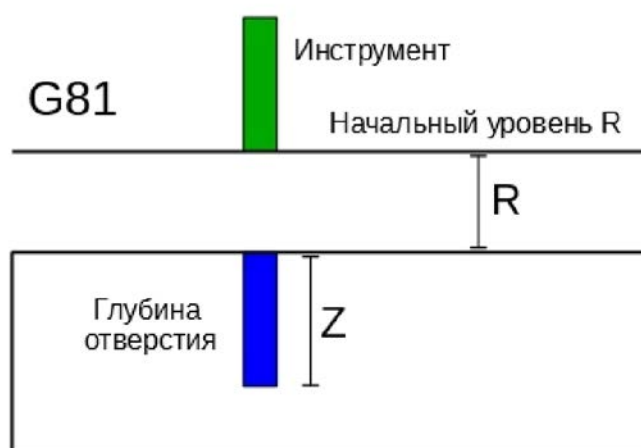 Инструмент
G81
Начальный уровень R
R
Глубина
отверстия
Z